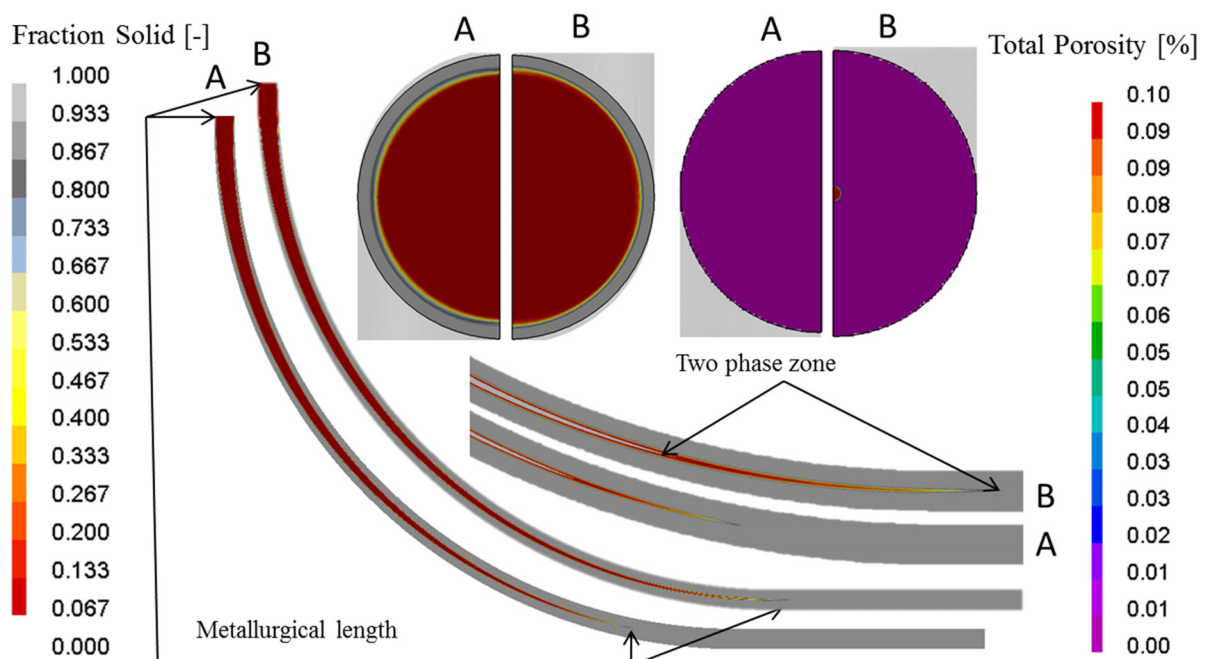 Fraction Solid [-]
A
B
A
B
A
B
Total Porosity [%]
1.000
0.933
0.867
0.800
0.733
0.667
0.600
0.533
0.467
0.400
0.333
0.267
0.200
0.133
0.067
0.000
Two phase zone
B
A
Metallurgical length
0.10
0.09
0.09
0.08
0.07
0.07
0.06
0.05
0.05
0.04
0.03
0.03
0.02
0.01
0.01
0.00